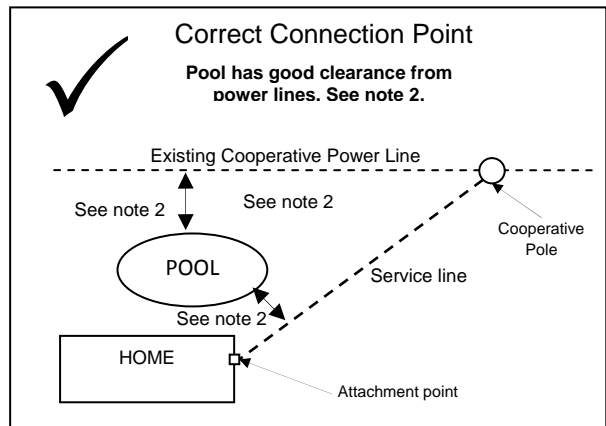 Correct Connection Point
Pool has good clearance from
power lines. See note 2.
Existing Cooperative Power Line
See note 2
See note 2
Cooperative
Pole
POOL
Service line
See note 2
HOME
Attachment point